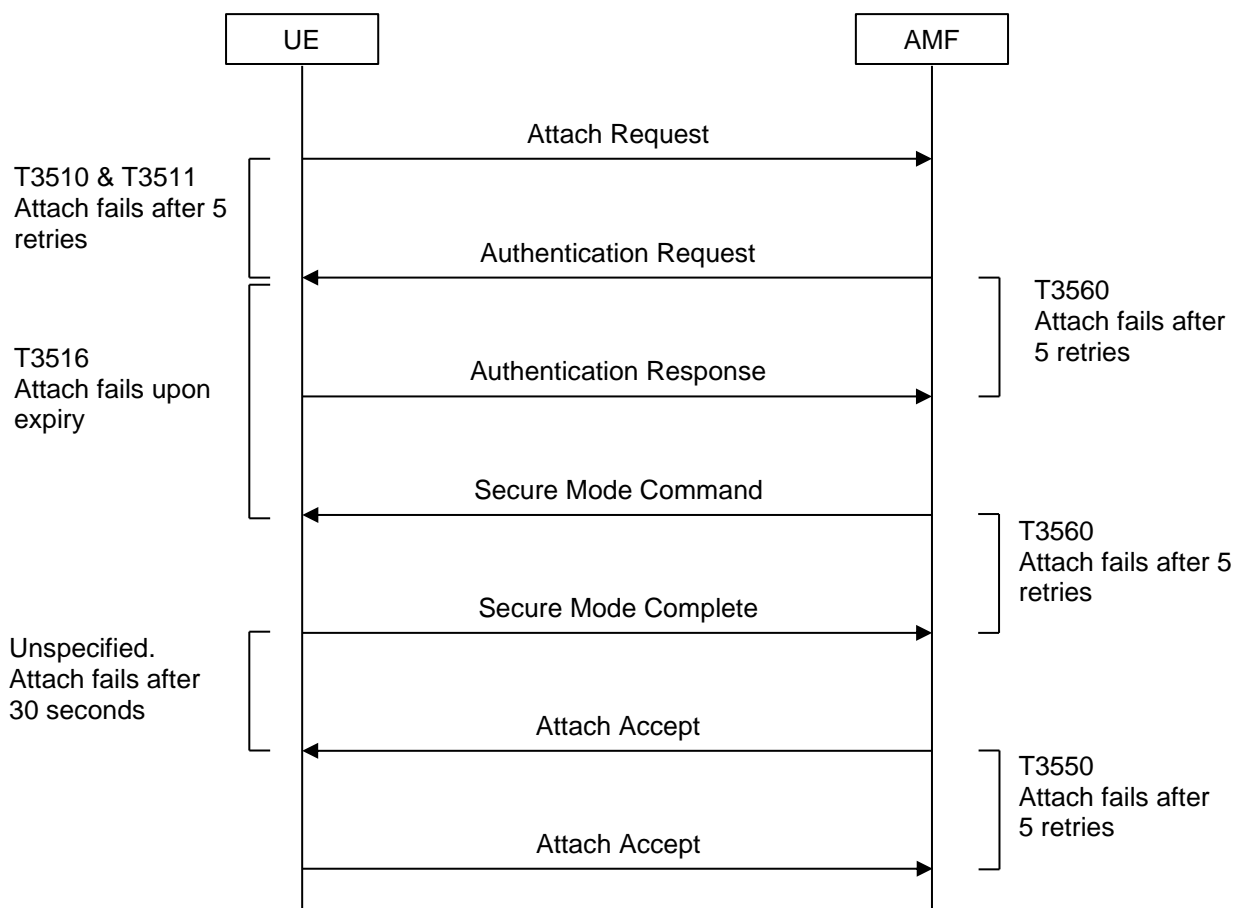 UE
AMF
Attach Request
T3510 & T3511
Attach fails after 5
retries
Authentication Request
T3560
Attach fails after
5 retries
T3516
Attach fails upon
expiry
Authentication Response
Secure Mode Command
T3560
Attach fails after 5
retries
Secure Mode Complete
Unspecified.
Attach fails after
30 seconds
Attach Accept
T3550
Attach fails after
5 retries
Attach Accept